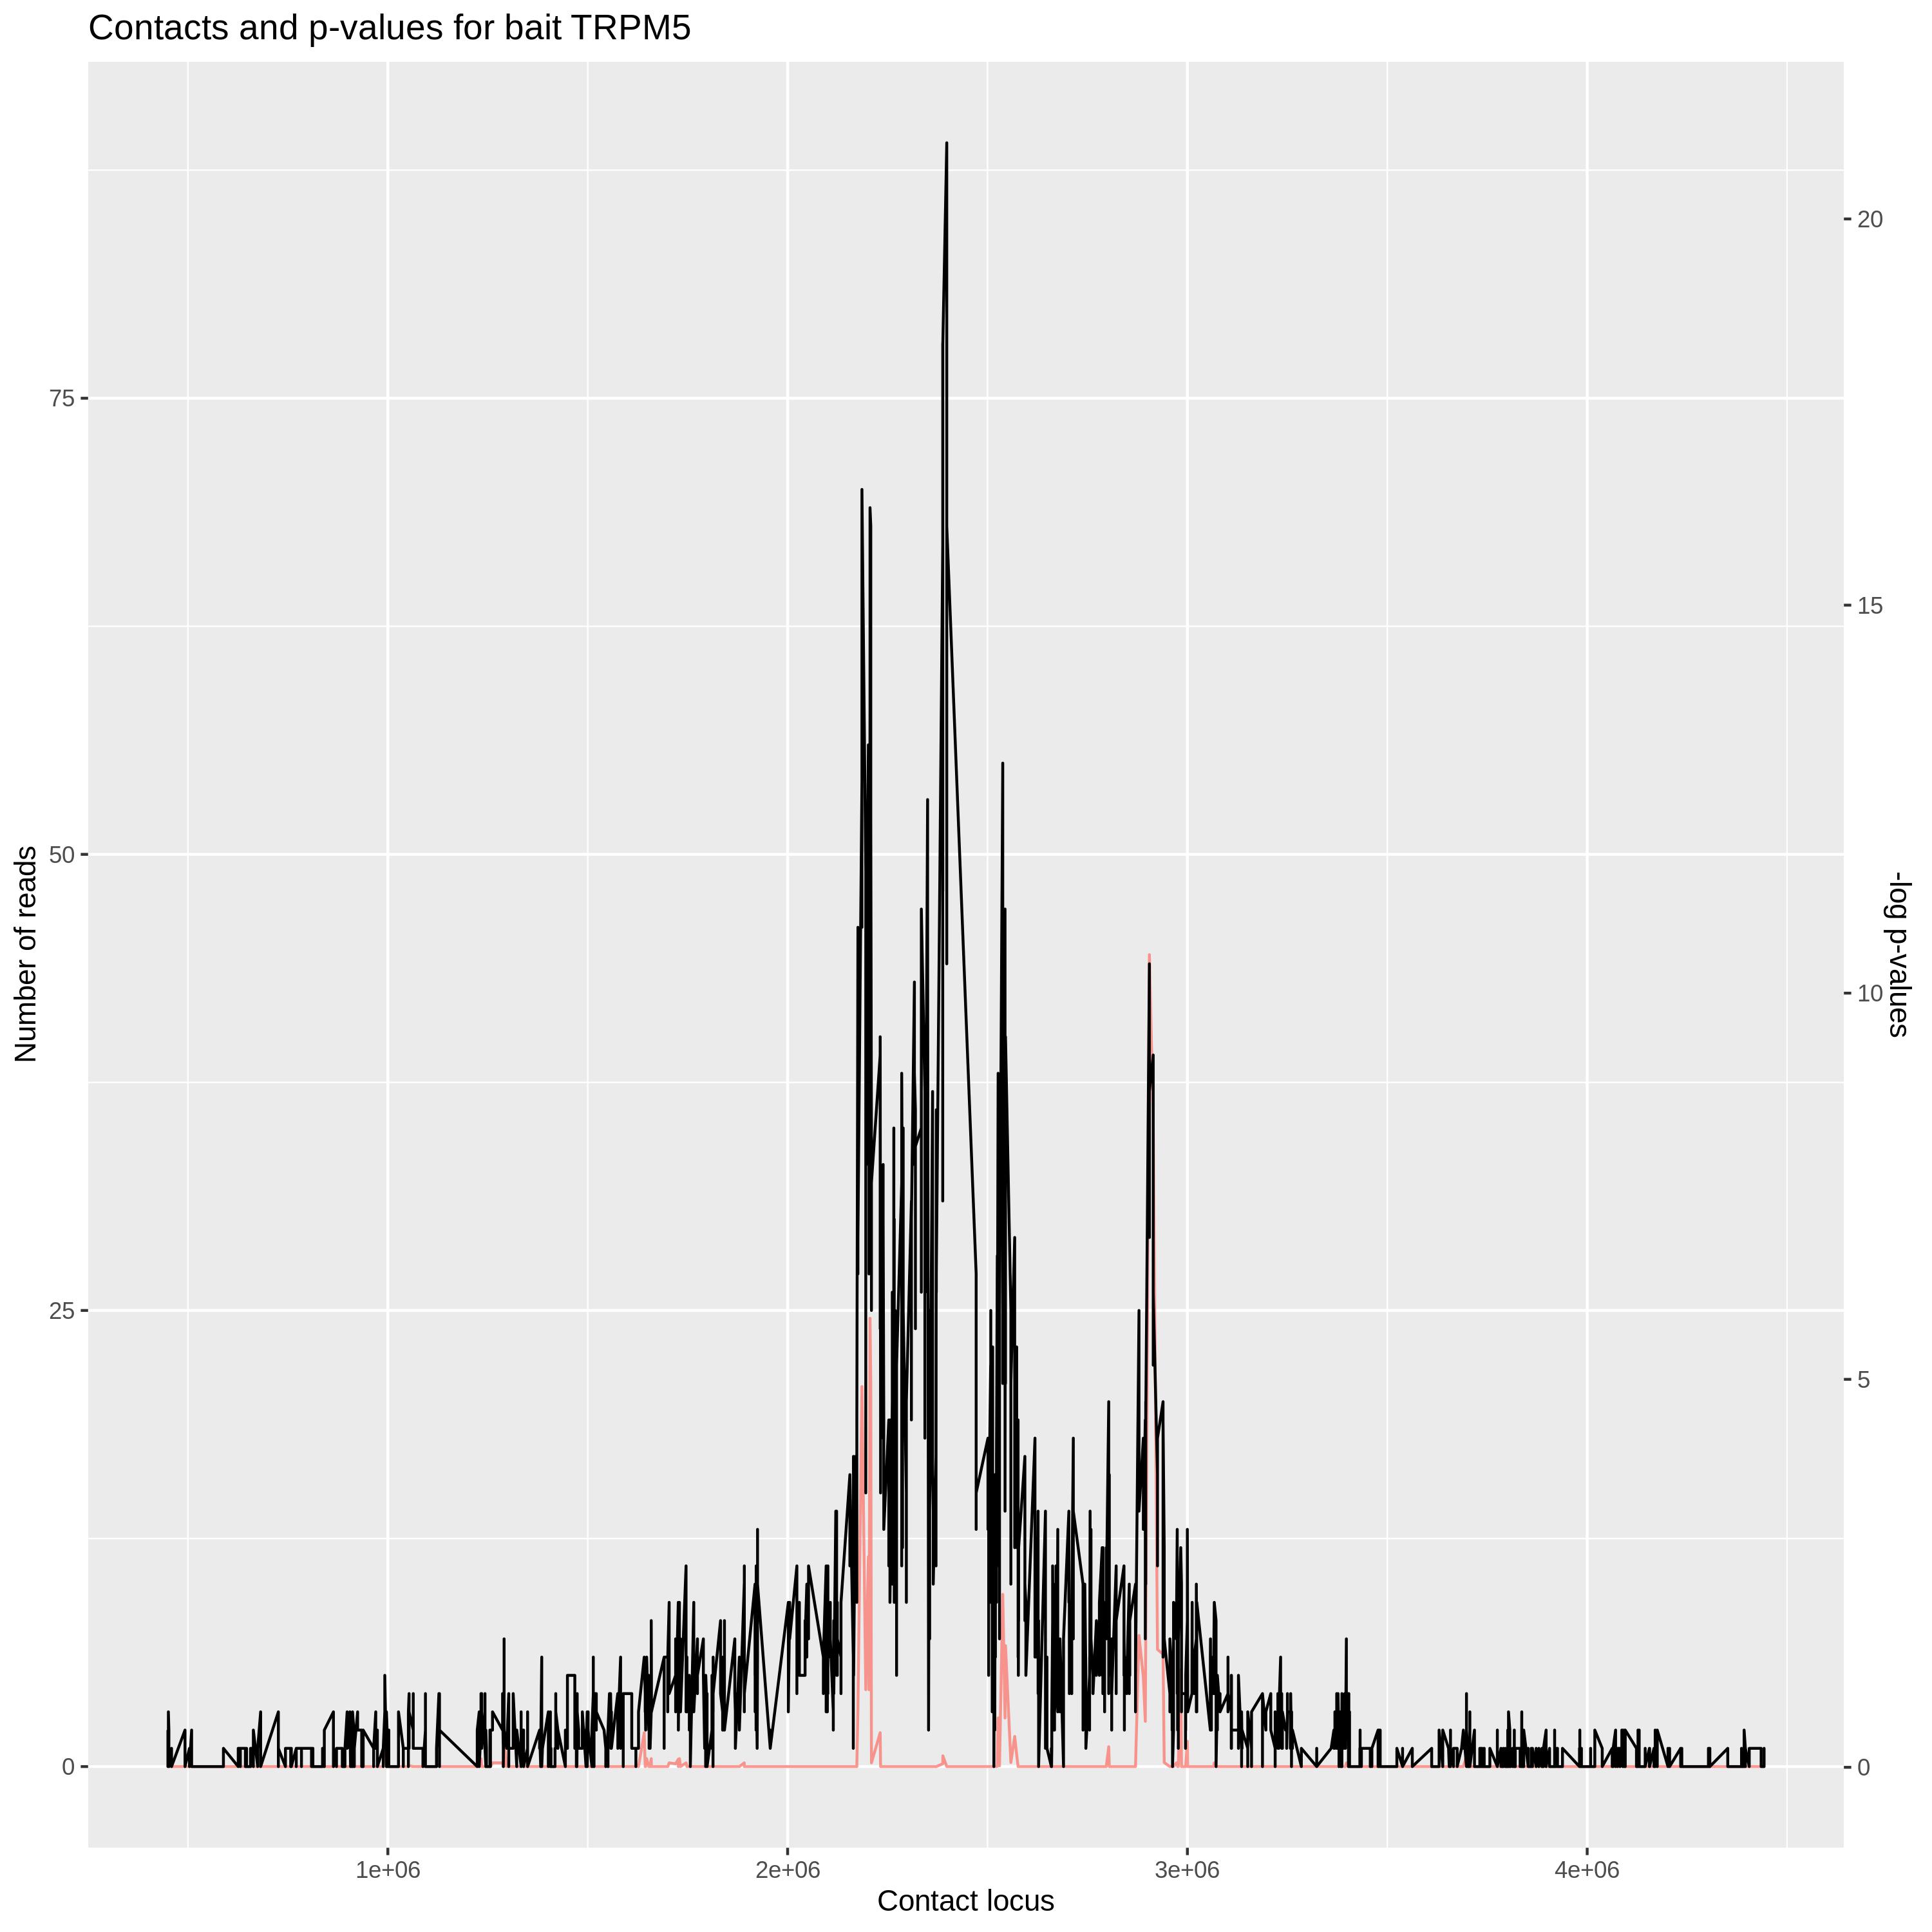 Contacts and p-values for bait TRPM5
Number of reads
75
50
25
0
20
15
10
5
0
-log p-values
1e+06 2e+06 3e+06 4e+06
Contact locus